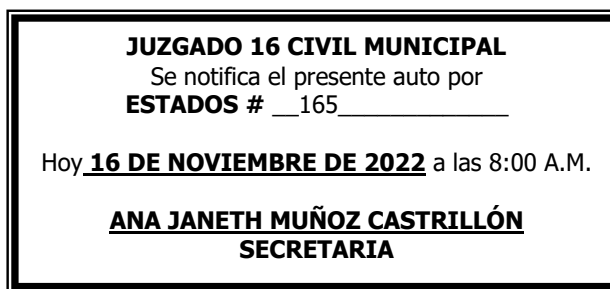 JUZGADO 16 CIVIL MUNICIPAL
Se notifica el presente auto por
ESTADOS # __165_____________
Hoy 16 DE NOVIEMBRE DE 2022 a las 8:00 A.M.
ANA JANETH MUÑOZ CASTRILLÓN
SECRETARIA